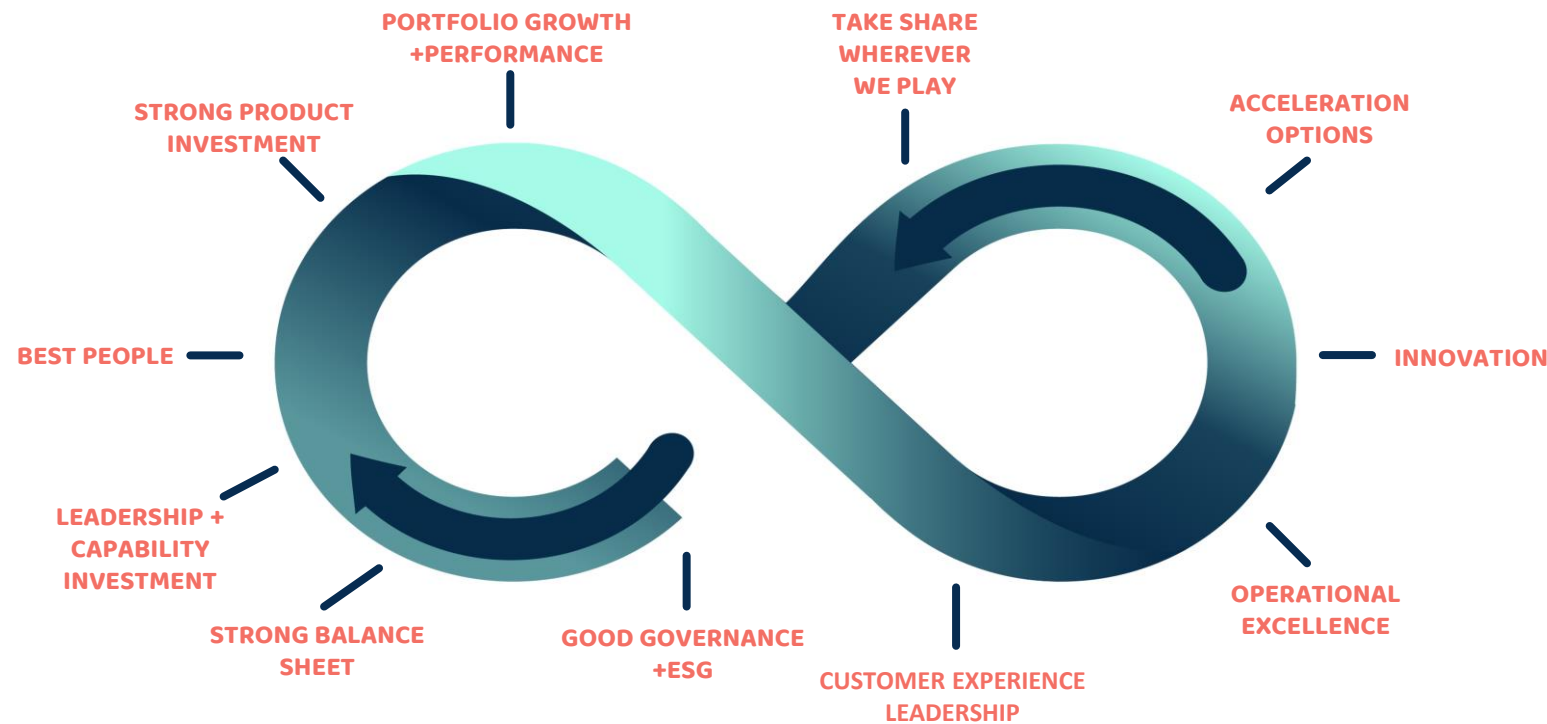 PORTFOLIO GROWTH
+PERFORMANCE
TAKE SHARE
WHEREVER
WE PLAY
STRONG PRODUCT
INVESTMENT
ACCELERATION
OPTIONS
BEST PEOPLE
INNOVATION
LEADERSHIP +
CAPABILITY
INVESTMENT
OPERATIONAL
EXCELLENCE
STRONG BALANCE
SHEET
GOOD GOVERNANCE
+ESG
CUSTOMER EXPERIENCE
LEADERSHIP